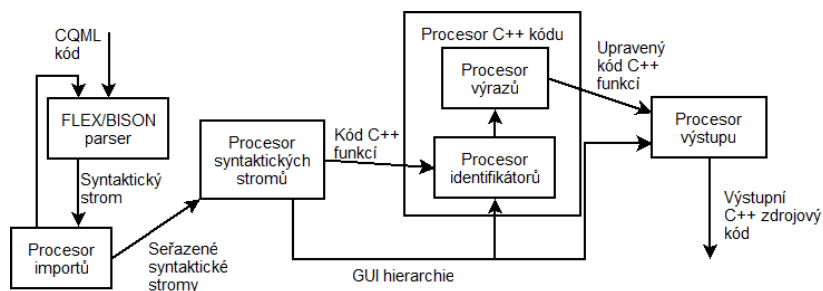 CQML
kód
FLEX/BISON
parser
Syntaktický
strom
Procesor
importů
Seřazené
syntaktické
stromy
Procesor
syntaktických
stromů
Kód C++
funkcí
Procesor C++ kódu
Procesor
výrazů
Procesor
identifikátorů
GUI hierarchie
Upravený
kód C++
funkcí
Procesor
výstupu
Výstupní
C++ zdrojový
kód